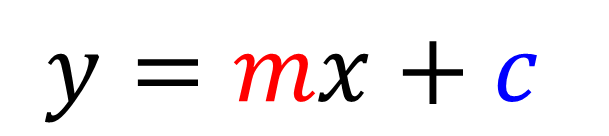 y = mx + c